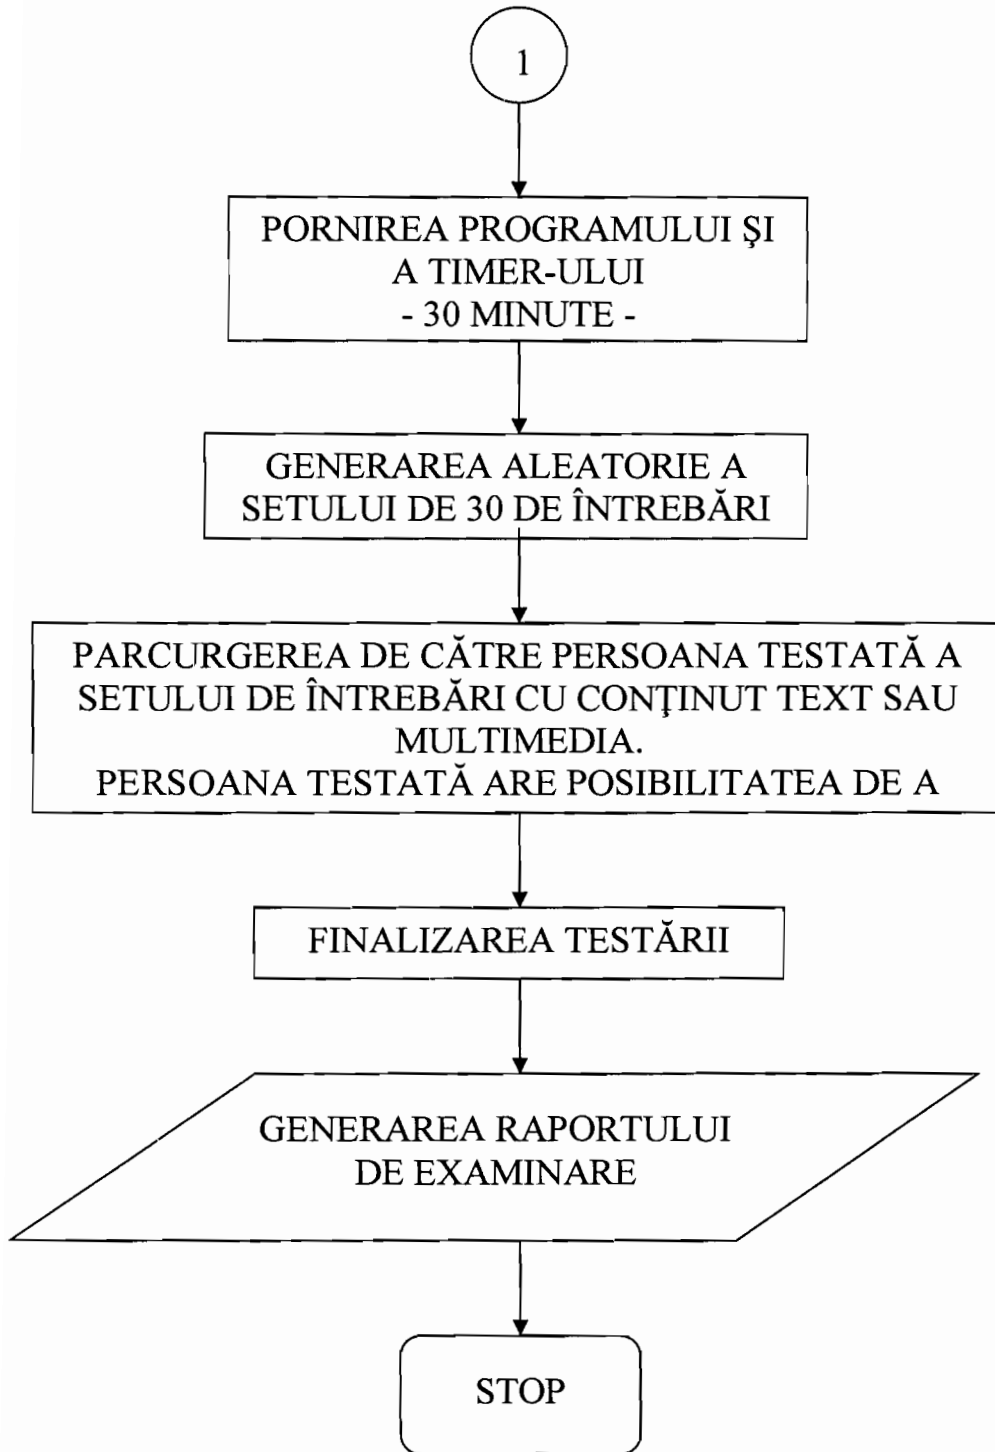 1
PORNIREA PROGRAMULUI ŞI
A TIMER-ULUI
- 30 MINUTE -
GENERAREA ALEATORIE A
SETULUI DE 30 DE ÎNTREBĂRI
PARCURGEREA DE CĂTRE PERSOANA TESTATĂ A
SETULUI DE ÎNTREBĂRI CU CONŢINUT TEXT SAU
MULTIMEDIA.
PERSOANA TESTATĂ ARE POSIBILITATEA DE A
FINALIZAREA TESTĂRII
GENERAREA RAPORTULUI
DE EXAMINARE
STOP